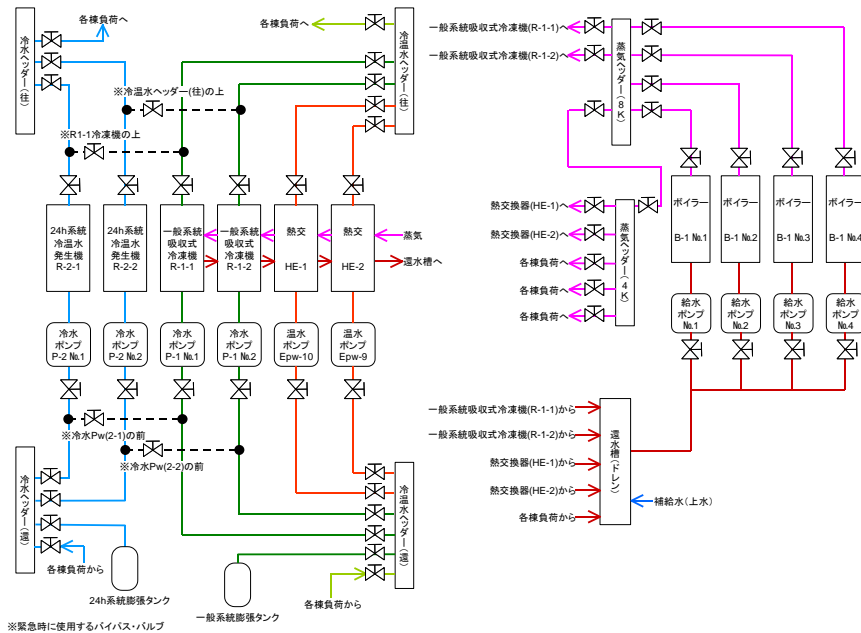 各棟負荷へ
冷水ヘッダー(往)
※冷温水ヘッダー(往)の上
※R1-1冷凍機の上
各棟負荷へ
冷温水ヘッダー(往)
24h系統
冷温水
発生機
R-2-1
24h系統
冷温水
発生機
R-2-2
一般系統
吸収式
冷凍機
R-1-1
一般系統
吸収式
冷凍機
R-1-2
熱交
HE-1
熱交
HE-2
蒸気
還水槽へ
冷水
ポンプ
P-2 №1
冷水
ポンプ
P-2 №2
冷水
ポンプ
P-1 №1
冷水
ポンプ
P-1 №2
温水
ポンプ
Epw-10
温水
ポンプ
Epw-9
※冷水Pw(2-1)の前
※冷水Pw(2-2)の前
冷水ヘッダー(還)
各棟負荷から
24h系統膨張タンク
一般系統膨張タンク
各棟負荷から
冷温水ヘッダー(還)
※緊急時に使用するバイパス・バルブ
一般系統吸収式冷凍機(R-1-1)へ
一般系統吸収式冷凍機(R-1-2)へ
蒸気ヘッダー(8K)
熱交換器(HE-1)へ
熱交換器(HE-2)へ
各棟負荷へ
各棟負荷へ
各棟負荷へ
蒸気ヘッダー(4K)
ボイラー
B-1 №1
ボイラー
B-1 №2
ボイラー
B-1 №3
ボイラー
B-1 №4
給水
ポンプ
№1
給水
ポンプ
№2
給水
ポンプ
№3
給水
ポンプ
№4
一般系統吸収式冷凍機(R-1-1)から
一般系統吸収式冷凍機(R-1-2)から
熱交換器(HE-1)から
熱交換器(HE-2)から
各棟負荷から
還水槽(ドレン)
補給水(上水)